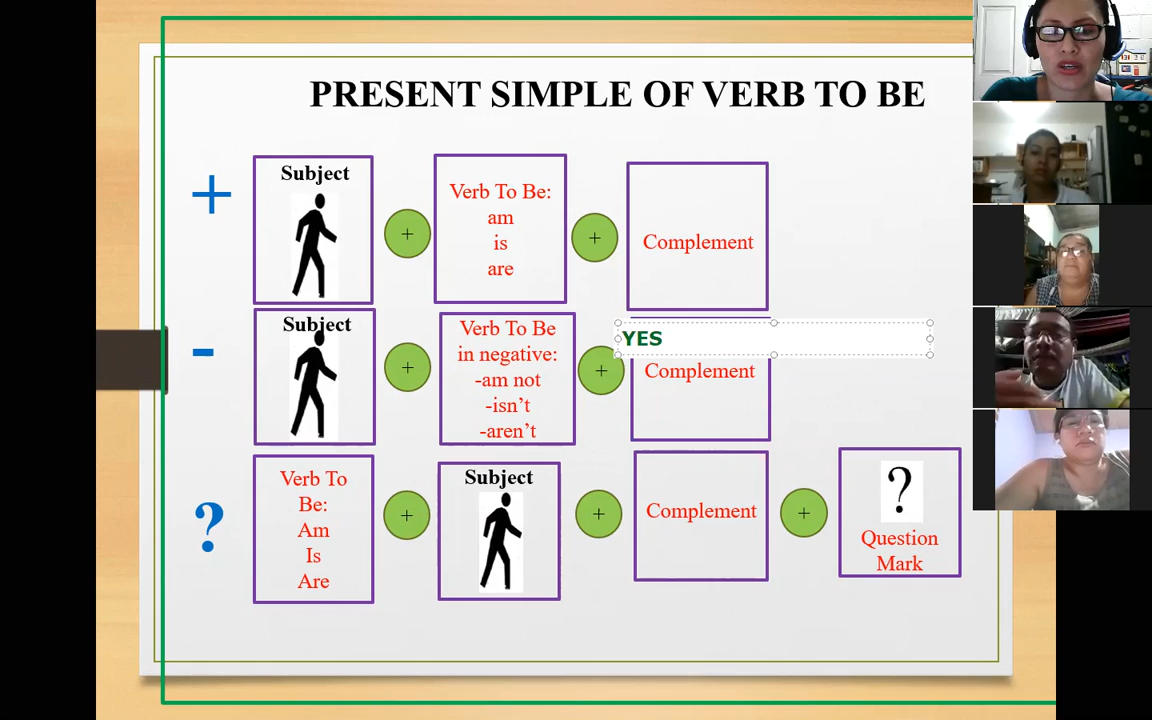 PRESENT SIMPLE OF VERB TO BE
+
Subject
+
Verb To Be:
am
is
are
+
Complement
-
Subject
+
Verb To Be
in negative:
-am not
-isn't
-aren't
+
YES
Complement
?
Verb To
Be:
Am
Is
Are
+
Subject
+
Complement
+
?
Question
Mark